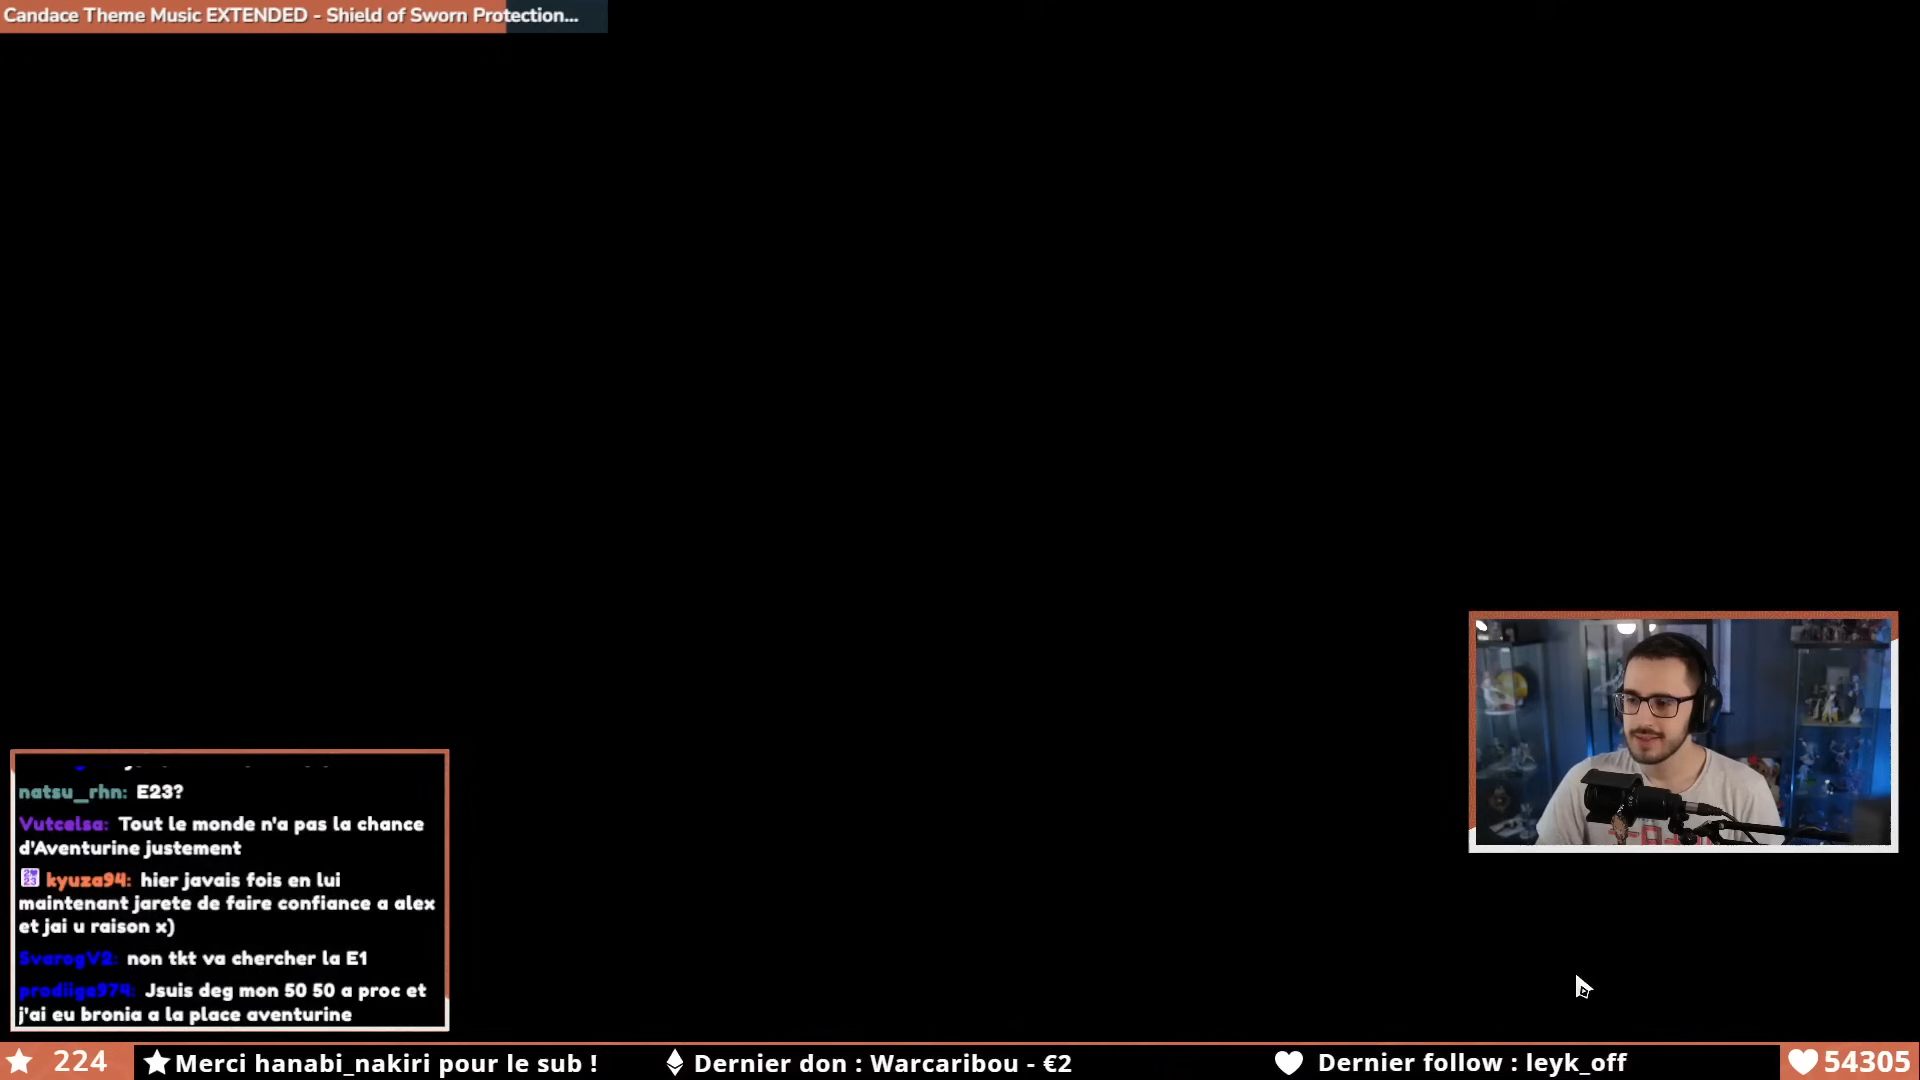 Candace Theme Music EXTENDED - Shield of Sworn Protection...
natsu_rhn: E23?
Vutcelsa: Tout le monde n'a pas la chance
d'Aventurine justement
kyuza94: hier javais fois en lui
maintenant jarete de faire confiance a alex
et jai u raison x)
SvarogV2: non tkt va chercher la E1
prodiige974: Jsuis deg mon 50 50 a proc et
j'ai eu bronia a la place aventurine
224 Merci hanabi_nakiri pour le sub ! Dernier don : Warcaribou - €2 Dernier follow : leyk_off 54305